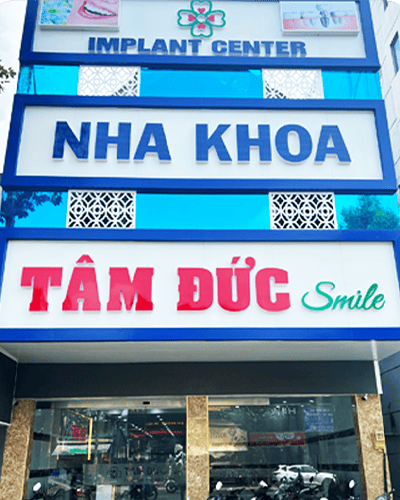 IMPLANT CENTER
NHA KHOA
TÂM ĐỨC Smile